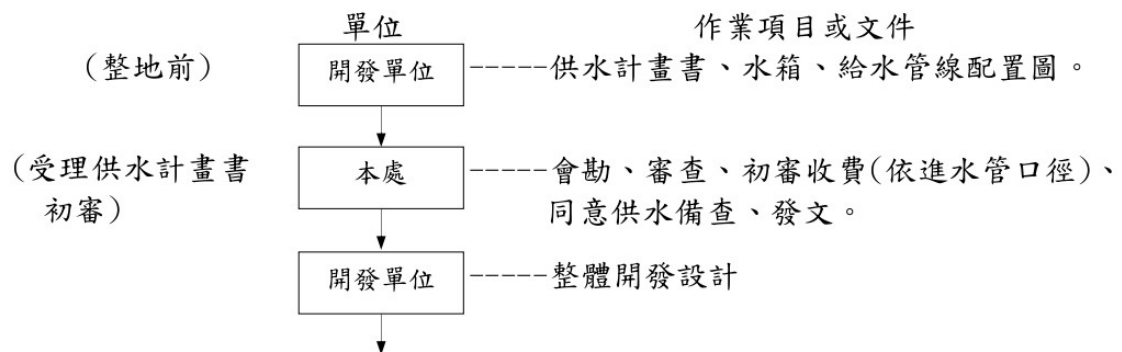 單位 作業項目或文件
(整地前) 開發單位 -----供水計畫書、水箱、給水管線配置圖。
(受理供水計畫書 本處 -----會勘、審查、初審收費(依進水管口徑)、
初審) 同意供水備查、發文。
開發單位 -----整體開發設計